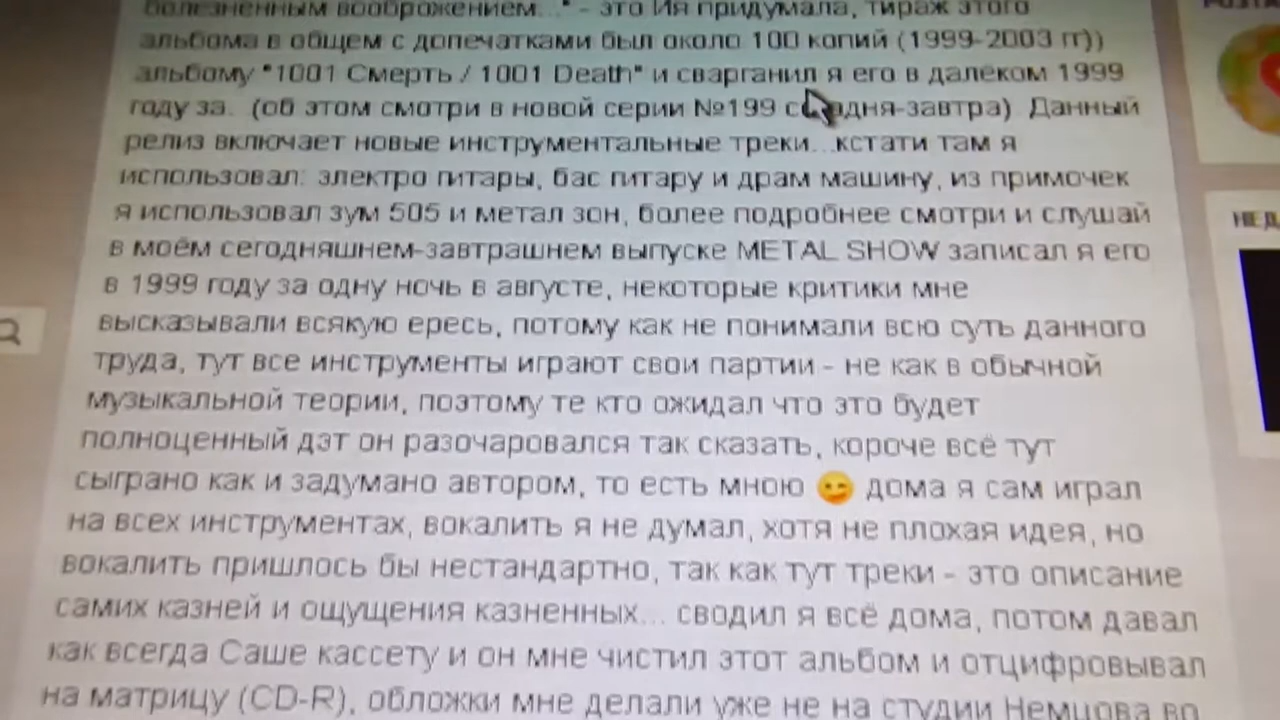 болезненным воображением..." - это Ия придумала, тираж этого
альбома в общем с допечатками был около 100 копий (1999-2003 гг))
альбому "1001 Смерть / 1001 Death" и сварганил я его в далеком 1999
году за. (об этом смотри в новой серии №199 сегодня-завтра) Данный
релиз включает новые инструментальные треки...кстати там я
использовал: электро гитары, бас гитару и драм машину, из примочек
я использовал зум 505 и метал зон, более подробнее смотри и слушай
в моём сегодняшнем-завтрашнем выпуске METAL SHOW записал я его
в 1999 году за одну ночь в августе, некоторые критики мне
высказывали всякую ересь, потому как не понимали всю суть данного
труда, тут все инструменты играют свои партии - не как в обычной
музыкальной теории, поэтому те кто ожидал что это будет
полноценный дэт он разочаровался так сказать, короче всё тут
сыграно как и задумано автором, то есть мною 😉 дома я сам играл
на всех инструментах, вокалить я не думал, хотя не плохая идея, но
вокалить пришлось бы нестандартно, так как тут треки - это описание
самих казней и ощущения казненных... сводил я всё дома, потом давал
как всегда Саше кассету и он мне чистил этот альбом и отцифровывал
на матрицу (CD-R), обложки мне делали уже не на студии Немцова во